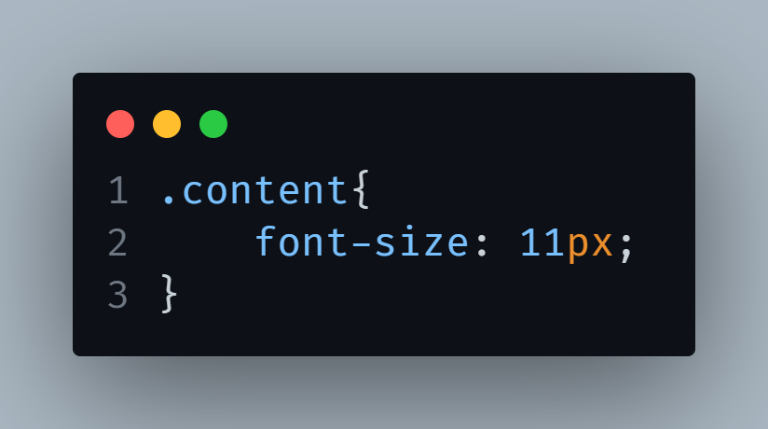 1 .content{
2     font-size: 11px;
3 }